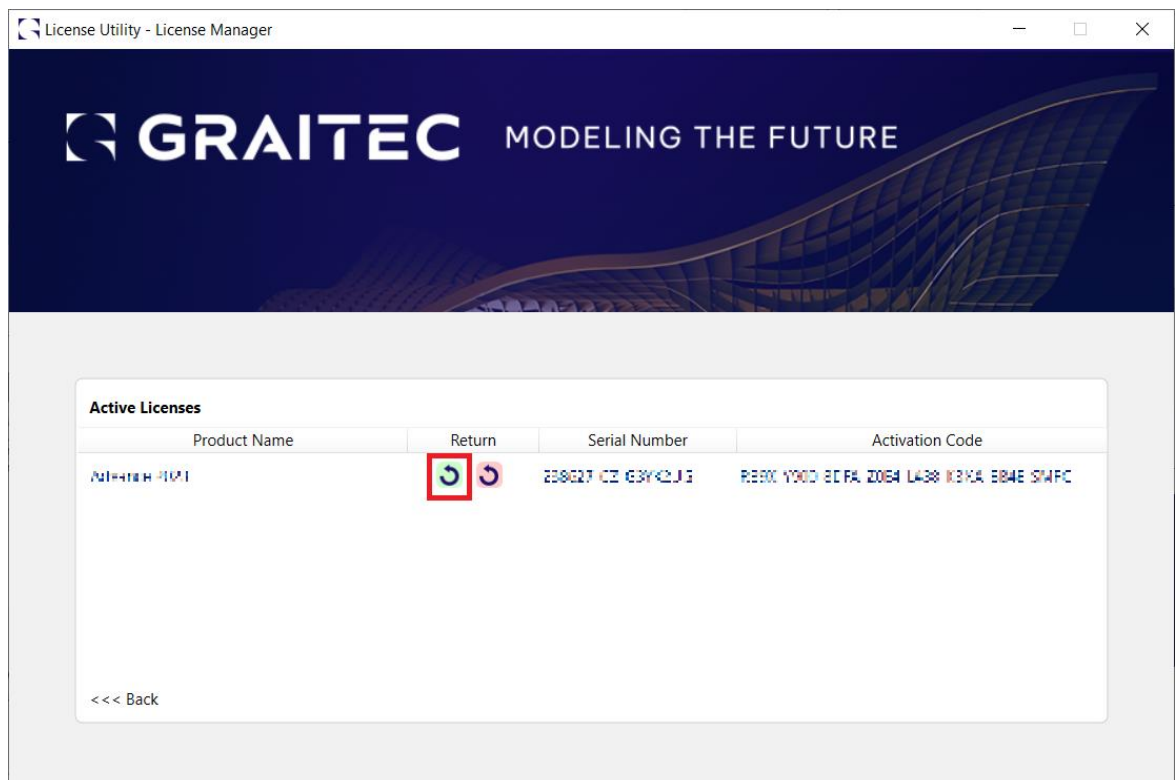 License Utility - License Manager
GRAITEC MODELING THE FUTURE
Active Licenses
Product Name Return Serial Number Activation Code
<<< Back